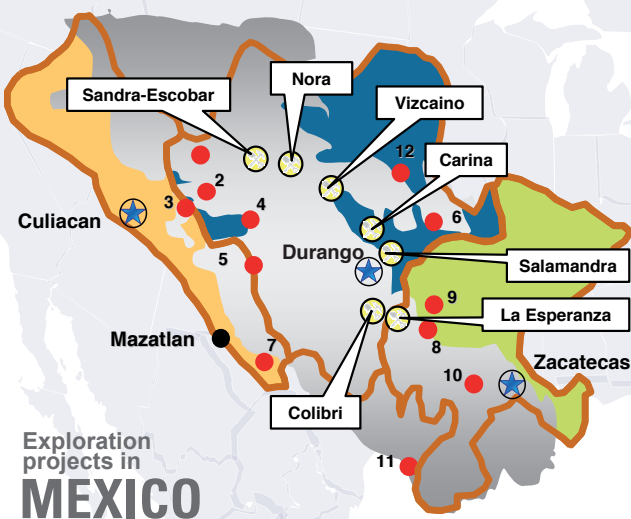 Nora
Sandra-Escobar
Vizcaino
12
Carina
2
3
4
6
Culiacan
Durango
5
Salamandra
9
La Esperanza
Mazatlan
8
7
Zacatecas
10
Colibri
Exploration
projects in
MEXICO
11